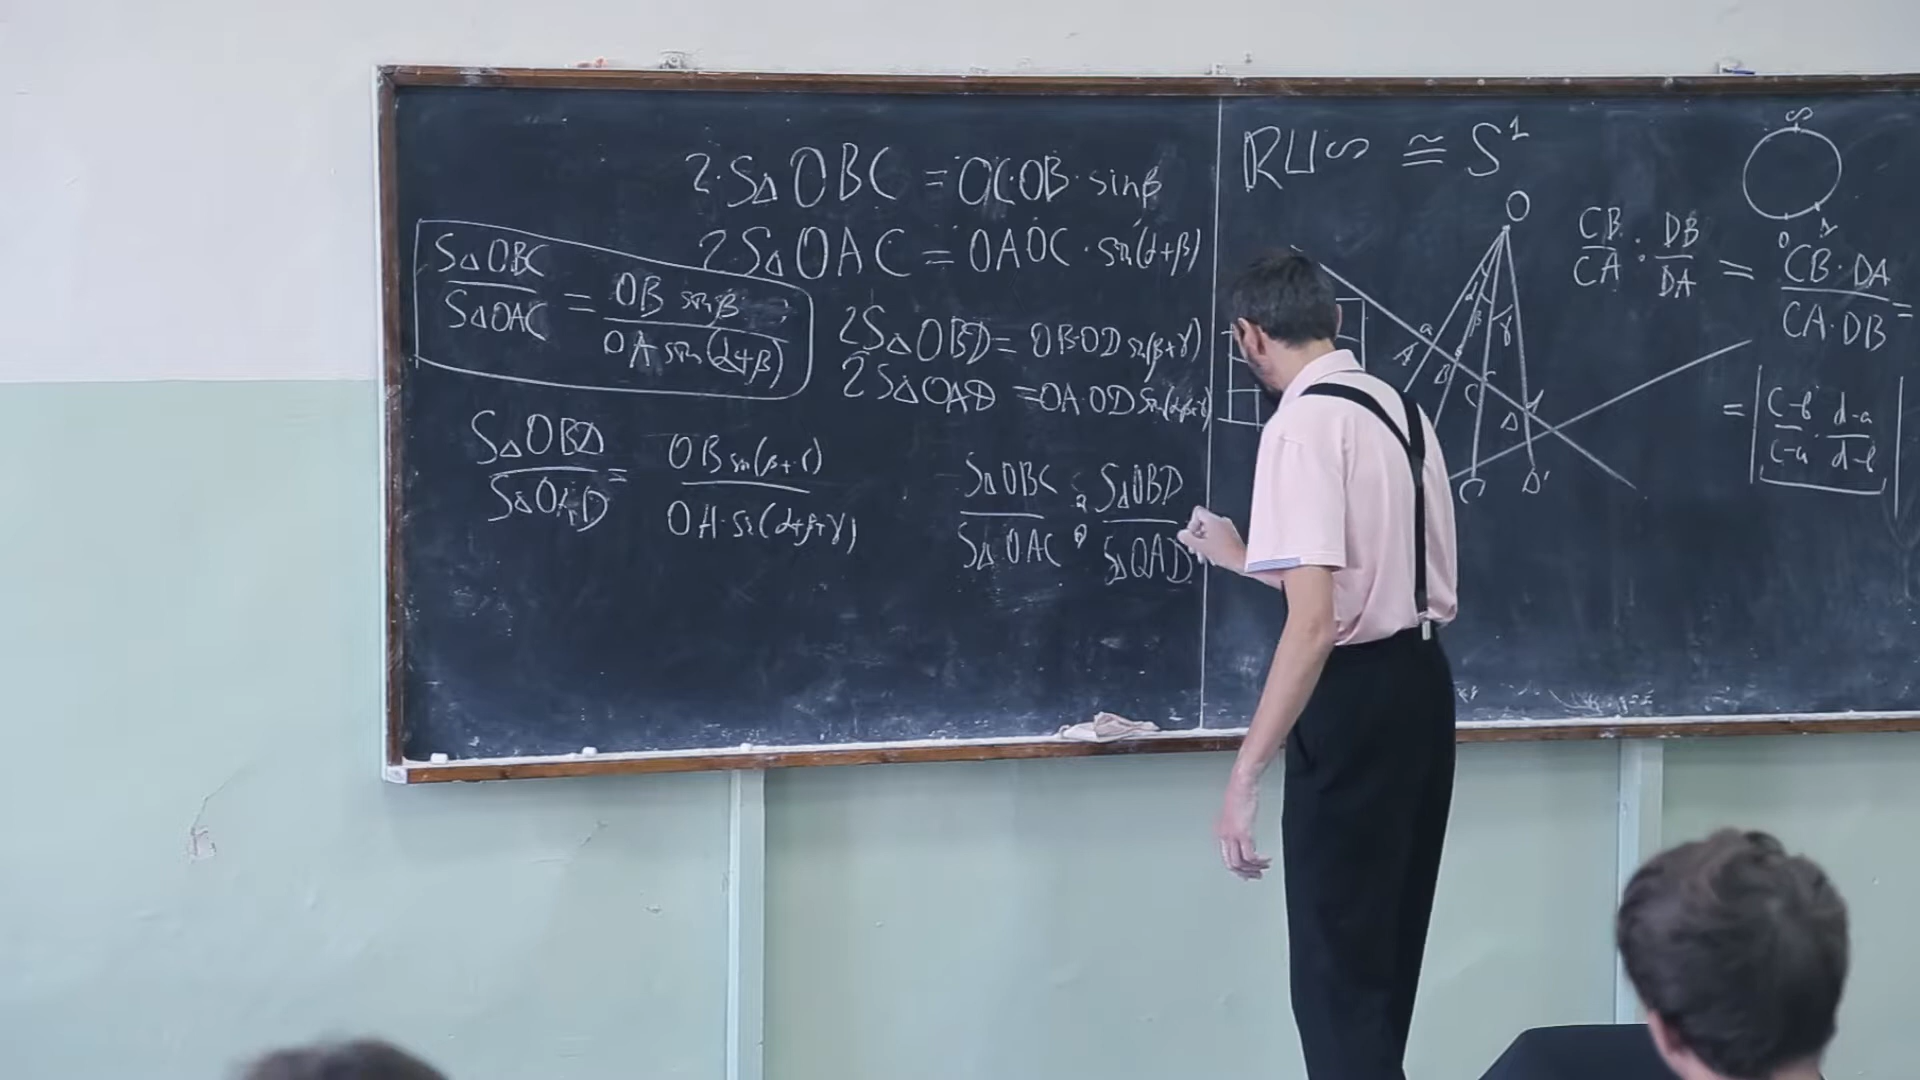 2·S△OBC = OC·OB·sinβ
2S△OAC = OA·OC·sin(α+β)
S△OBC / S△OAC = OB sinβ / OA sin(α+β)
2S△OBD = OB·OD sin(β+γ)
2S△OAD = OA·OD sin(α+β+γ)
S△OBD / S△OAD = OB sin(β+γ) / OA·sin(α+β+γ)
S△OBC / S△OAC : S△OBD / S△OAD
R⊔∞ ≅ S¹
∞
0 1
O
α β γ
a
A B C c D d
C' D'
CB/CA : DB/DA = CB·DA / CA·DB =
= | c-b / c-a · d-a / d-b |